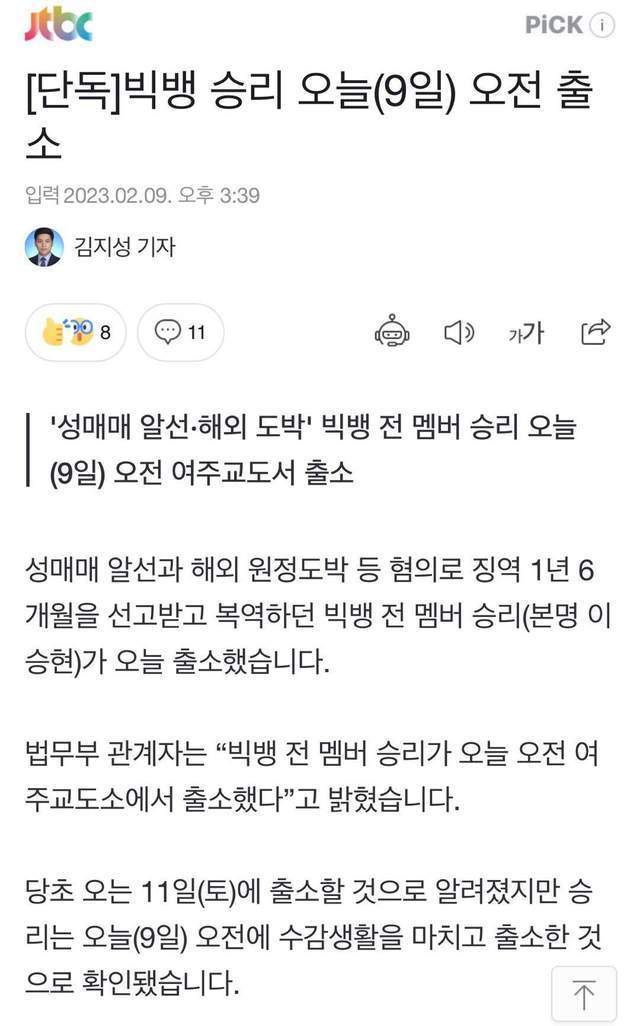 jtbc
PiCK i
[단독]빅뱅 승리 오늘(9일) 오전 출
소
입력 2023.02.09. 오후 3:39
김지성 기자
8
11
가가
'성매매 알선·해외 도박' 빅뱅 전 멤버 승리 오늘
(9일) 오전 여주교도서 출소
성매매 알선과 해외 원정도박 등 혐의로 징역 1년 6
개월을 선고받고 복역하던 빅뱅 전 멤버 승리(본명 이
승현)가 오늘 출소했습니다.
법무부 관계자는 “빅뱅 전 멤버 승리가 오늘 오전 여
주교도소에서 출소했다”고 밝혔습니다.
당초 오는 11일(토)에 출소할 것으로 알려졌지만 승
리는 오늘(9일) 오전에 수감생활을 마치고 출소한 것
으로 확인됐습니다.